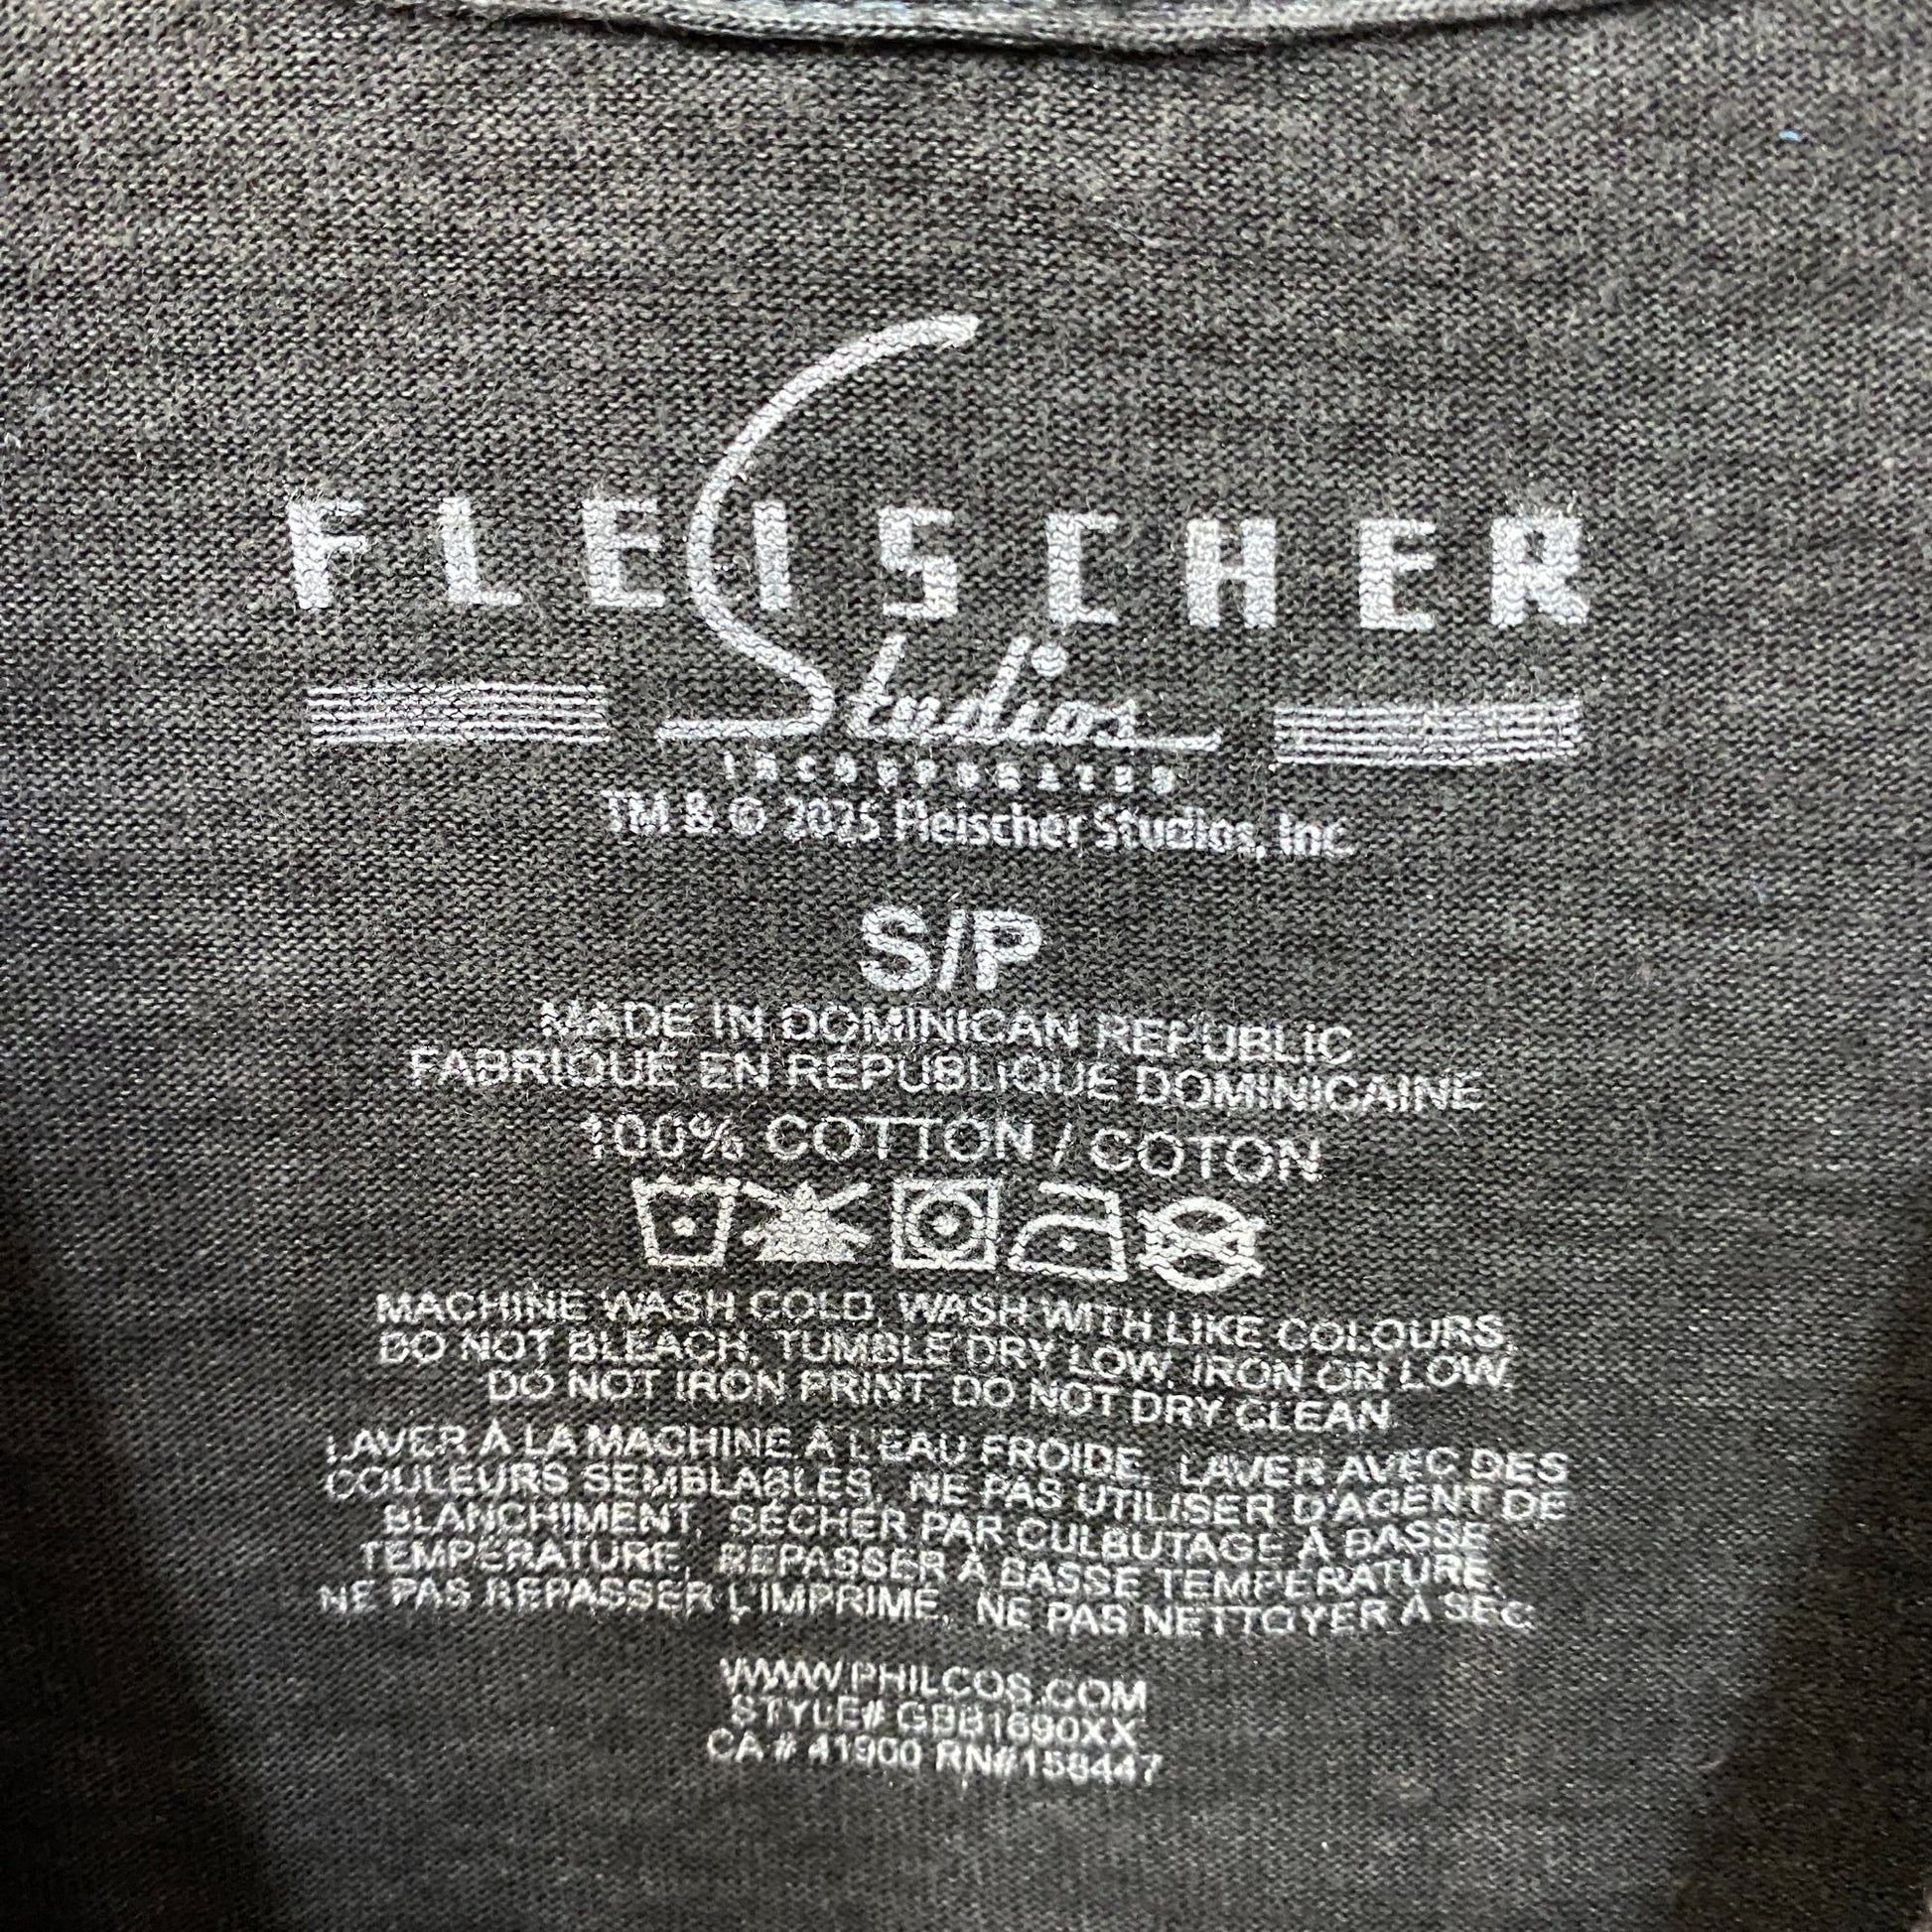 FLEISCHER
Studios
INCORPORATED
TM & © 2025 Fleischer Studios, Inc.
S/P
MADE IN DOMINICAN REPUBLIC
FABRIQUÉ EN RÉPUBLIQUE DOMINICAINE
100% COTTON / COTON
MACHINE WASH COLD, WASH WITH LIKE COLOURS,
DO NOT BLEACH, TUMBLE DRY LOW, IRON ON LOW,
DO NOT IRON PRINT, DO NOT DRY CLEAN
LAVER À LA MACHINE À L'EAU FROIDE, LAVER AVEC DES
COULEURS SEMBLABLES, NE PAS UTILISER D'AGENT DE
BLANCHIMENT, SÉCHER PAR CULBUTAGE À BASSE
TEMPÉRATURE, REPASSER À BASSE TEMPÉRATURE,
NE PAS REPASSER L'IMPRIMÉ, NE PAS NETTOYER À SEC
WWW.PHILCOS.COM
STYLE# GBB1690XX
CA # 41900 RN#158447